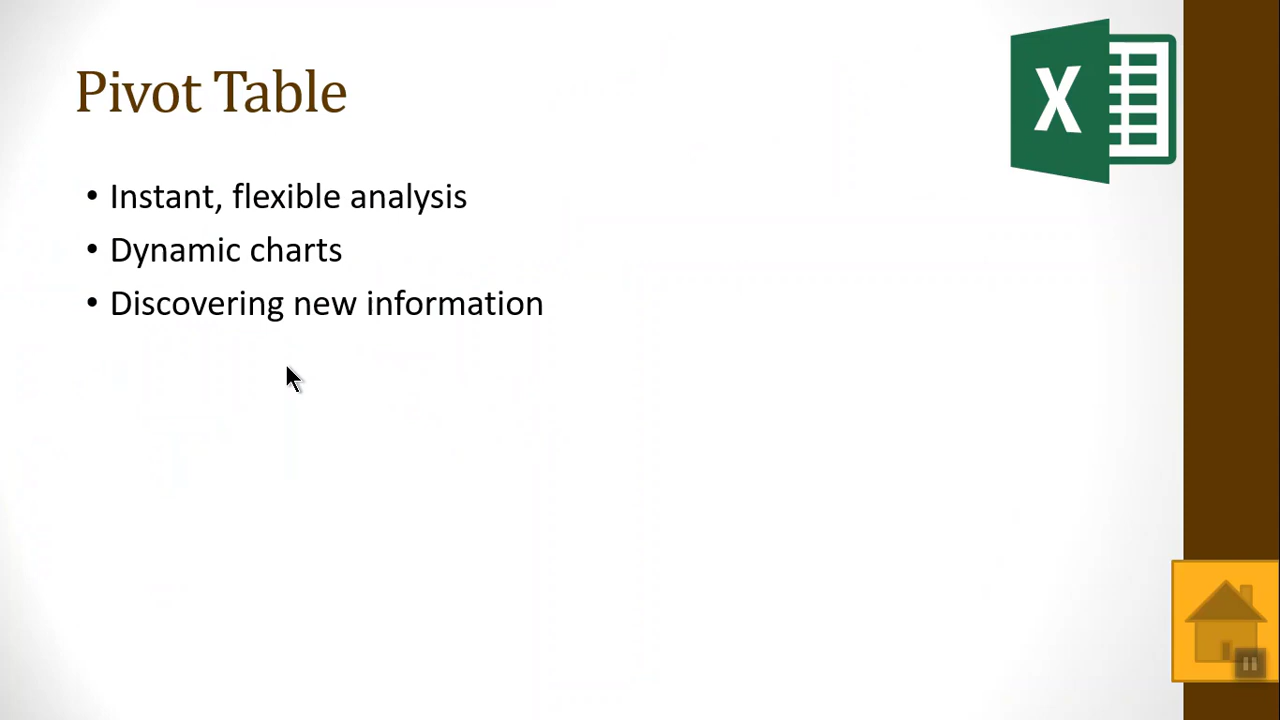 Pivot Table
• Instant, flexible analysis
• Dynamic charts
• Discovering new information
X